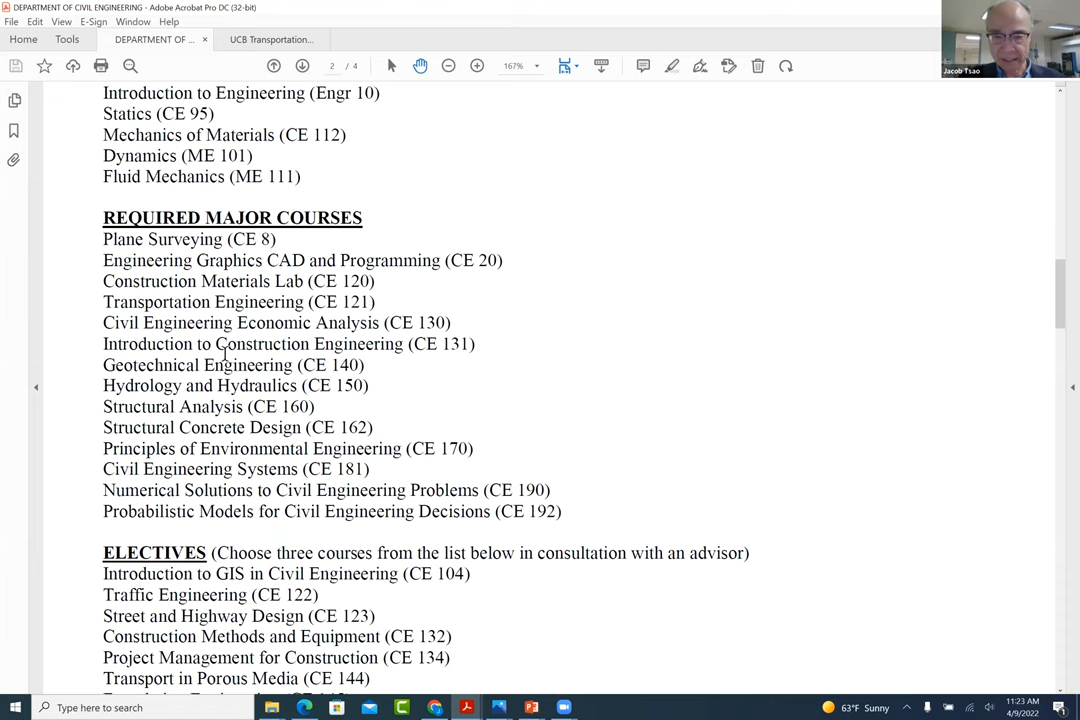 DEPARTMENT OF CIVIL ENGINEERING - Adobe Acrobat Pro DC (32-bit)
File Edit View E-Sign Window Help
Home Tools DEPARTMENT OF ... × UCB Transportation...
2 / 4 167%
Jacob Tsao
Introduction to Engineering (Engr 10)
Statics (CE 95)
Mechanics of Materials (CE 112)
Dynamics (ME 101)
Fluid Mechanics (ME 111)
REQUIRED MAJOR COURSES
Plane Surveying (CE 8)
Engineering Graphics CAD and Programming (CE 20)
Construction Materials Lab (CE 120)
Transportation Engineering (CE 121)
Civil Engineering Economic Analysis (CE 130)
Introduction to Construction Engineering (CE 131)
Geotechnical Engineering (CE 140)
Hydrology and Hydraulics (CE 150)
Structural Analysis (CE 160)
Structural Concrete Design (CE 162)
Principles of Environmental Engineering (CE 170)
Civil Engineering Systems (CE 181)
Numerical Solutions to Civil Engineering Problems (CE 190)
Probabilistic Models for Civil Engineering Decisions (CE 192)
ELECTIVES (Choose three courses from the list below in consultation with an advisor)
Introduction to GIS in Civil Engineering (CE 104)
Traffic Engineering (CE 122)
Street and Highway Design (CE 123)
Construction Methods and Equipment (CE 132)
Project Management for Construction (CE 134)
Transport in Porous Media (CE 144)
Type here to search
63°F Sunny
11:23 AM
4/9/2022